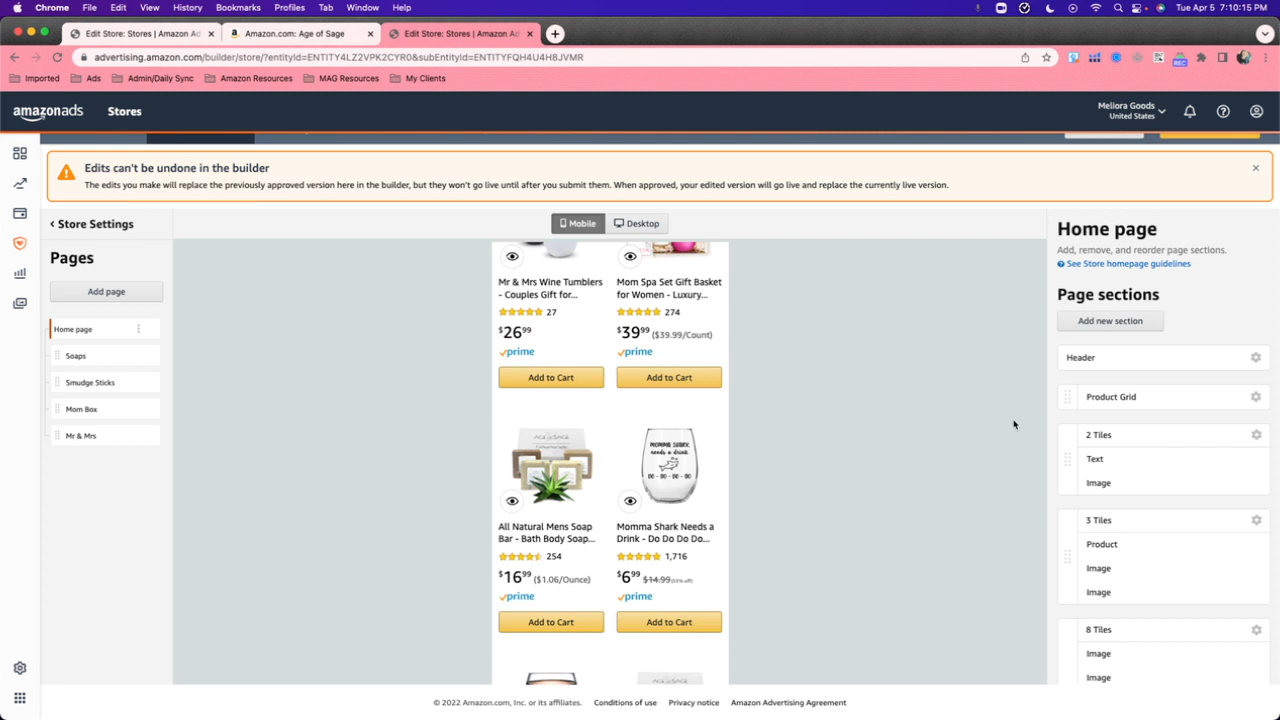 Chrome File Edit View History Bookmarks Profiles Tab Window Help Tue Apr 5 7:10:15 PM
Edit Store: Stores | Amazon Ad × Amazon.com: Age of Sage × Edit Store: Stores | Amazon Ad ×
advertising.amazon.com/builder/store/?entityId=ENTITY4LZ2VPK2CYR0&subEntityId=ENTITYFQH4U4H8JVMR
REC
Imported Ads Admin/Daily Sync Amazon Resources MAG Resources My Clients
amazonads Stores
Meliora Goods
United States
Edits can't be undone in the builder
The edits you make will replace the previously approved version here in the builder, but they won't go live until after you submit them. When approved, your edited version will go live and replace the currently live version.
Store Settings
Pages
Add page
Home page
Soaps
Smudge Sticks
Mom Box
Mr & Mrs
Mobile Desktop
Mr & Mrs Wine Tumblers
- Couples Gift for...
27
$26 99
prime
Add to Cart
Mom Spa Set Gift Basket
for Women - Luxury...
274
$39 99 ($39.99/Count)
prime
Add to Cart
AGE of SAGE
All Natural Mens Soap
Bar - Bath Body Soap...
254
$16 99 ($1.06/Ounce)
prime
Add to Cart
MOMMA SHARK
needs a drink
DO - DO - DO - DO
Momma Shark Needs a
Drink - Do Do Do Do...
1,716
$6 99 $14.99
prime
Add to Cart
Home page
Add, remove, and reorder page sections.
See Store homepage guidelines
Page sections
Add new section
Header
Product Grid
2 Tiles
Text
Image
3 Tiles
Product
Image
Image
8 Tiles
Image
Image
© 2022 Amazon.com, Inc. or its affiliates. Conditions of use Privacy notice Amazon Advertising Agreement